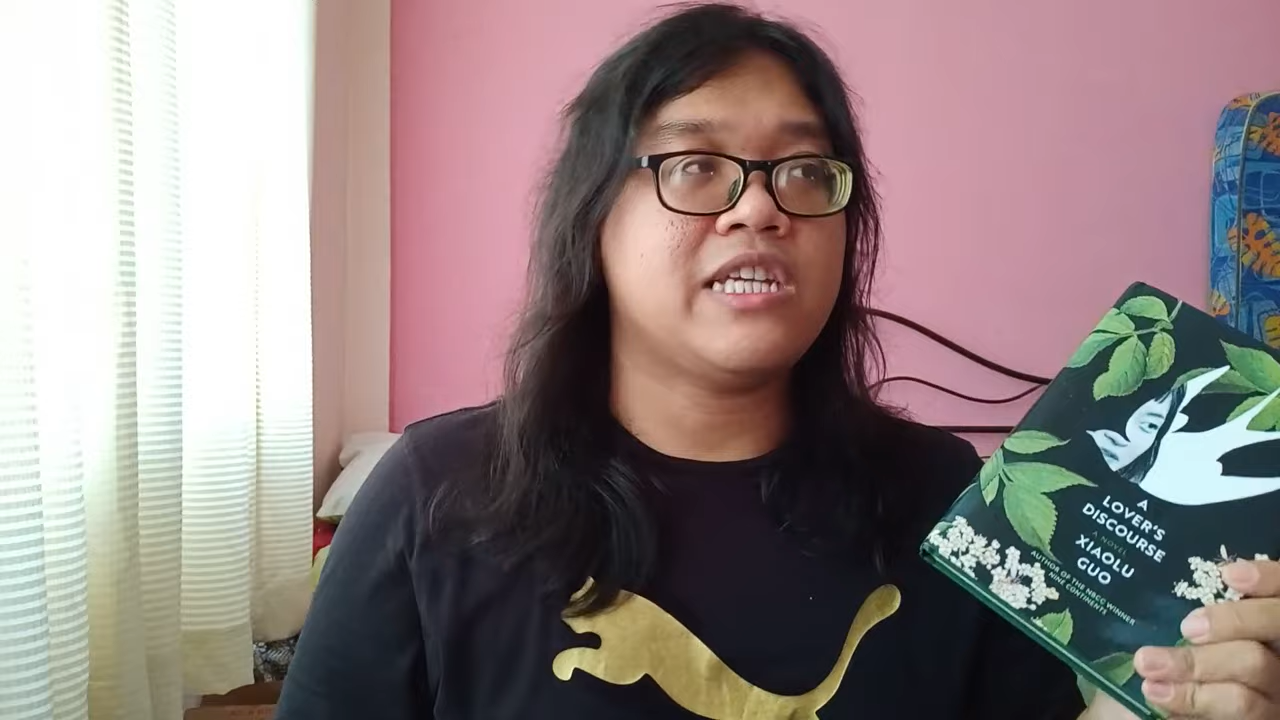 A
LOVER'S
DISCOURSE
A NOVEL
XIAOLU
GUO
AUTHOR OF THE NBCC WINNER
NINE CONTINENTS